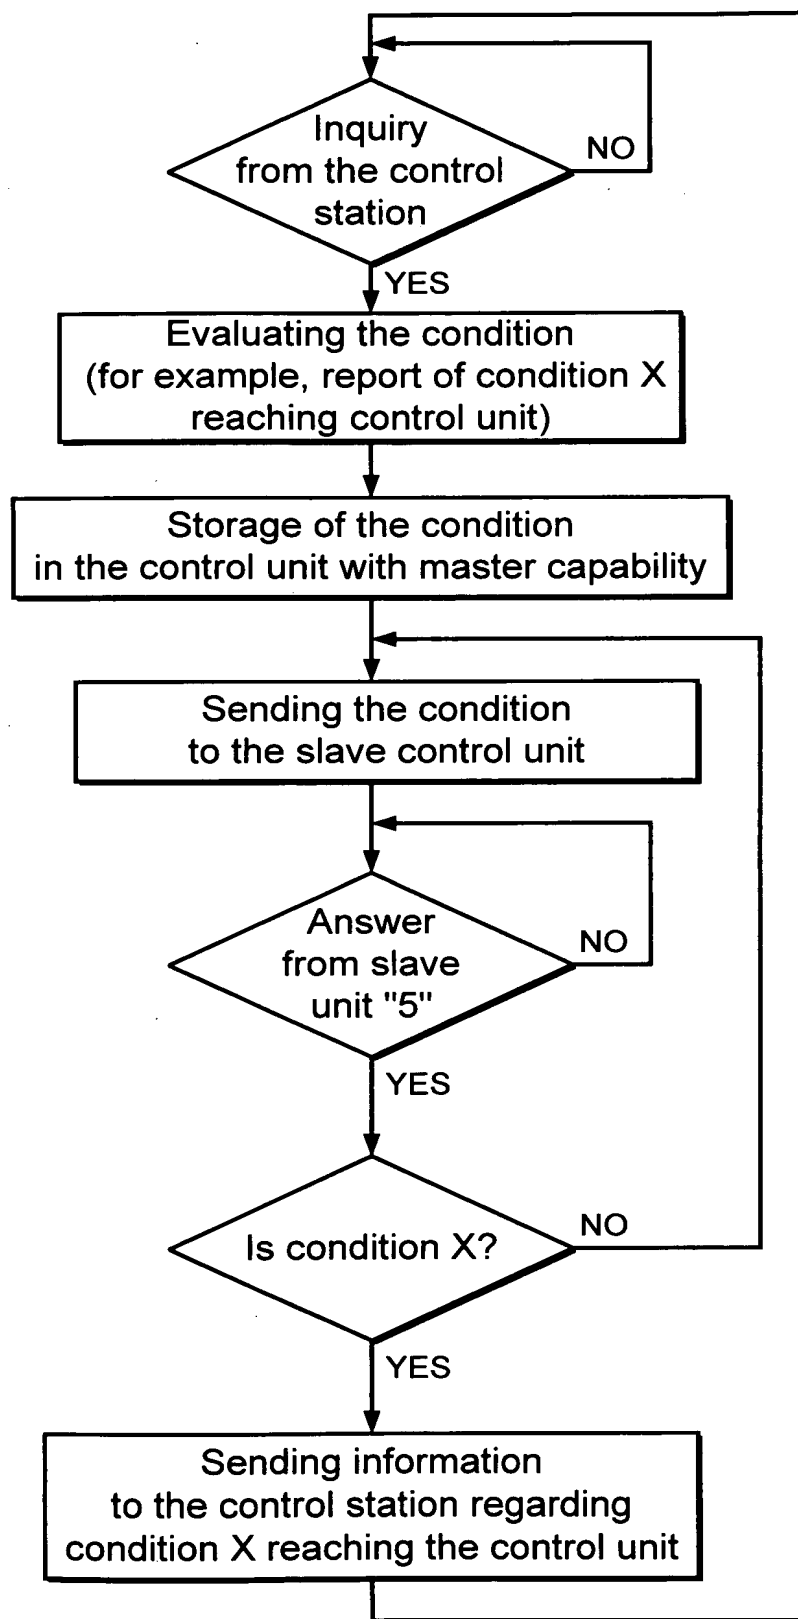 Inquiry
from the control
station
NO
YES
Evaluating the condition
(for example, report of condition X
reaching control unit)
Storage of the condition
in the control unit with master capability
Sending the condition
to the slave control unit
Answer
from slave
unit "5"
NO
YES
Is condition X?
NO
YES
Sending information
to the control station regarding
condition X reaching the control unit